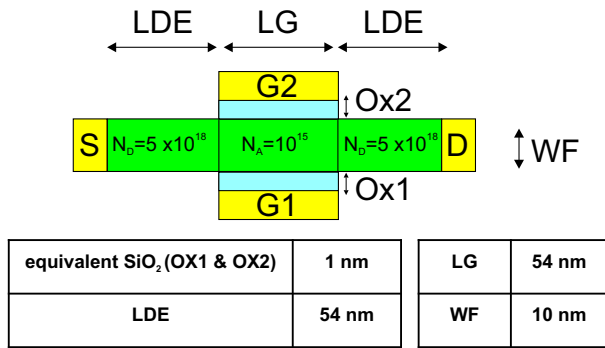 LDE LG LDE
G2
Ox2
S N_D=5 x10^18 N_A=10^15 N_D=5 x10^18 D WF
Ox1
G1
equivalent SiO₂ (OX1 & OX2) 1 nm LG 54 nm
LDE 54 nm WF 10 nm